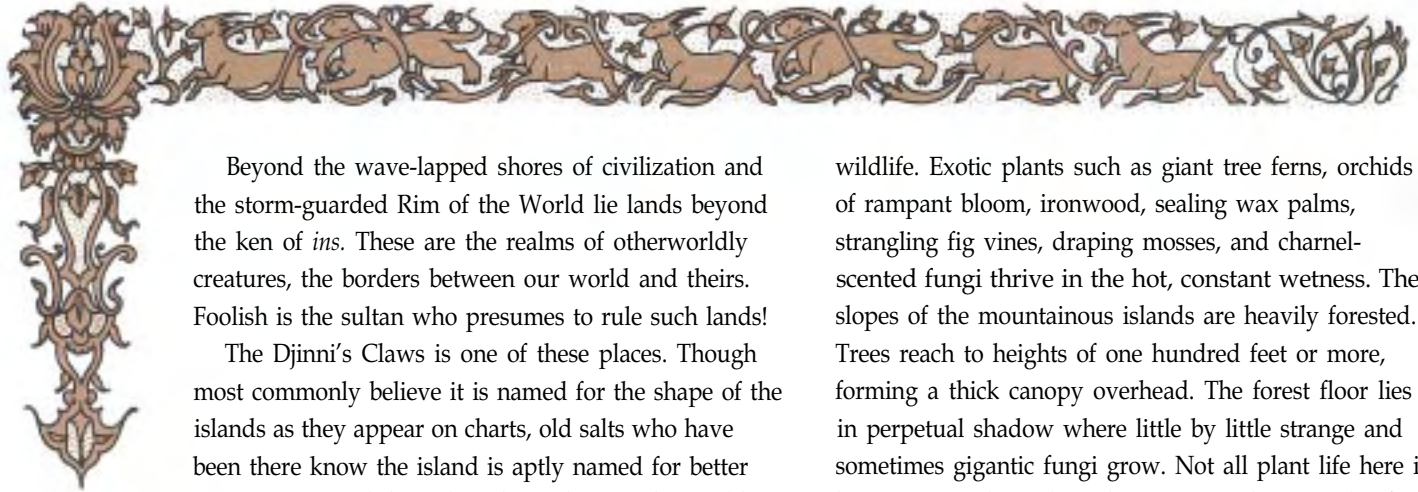 Beyond the wave-lapped shores of civilization and
the storm-guarded Rim of the World lie lands beyond
the ken of ins. These are the realms of otherworldly
creatures, the borders between our world and theirs.
Foolish is the sultan who presumes to rule such lands!
The Djinni's Claws is one of these places. Though
most commonly believe it is named for the shape of the
islands as they appear on charts, old salts who have
been there know the island is aptly named for better
wildlife. Exotic plants such as giant tree ferns, orchids
of rampant bloom, ironwood, sealing wax palms,
strangling fig vines, draping mosses, and charnel-
scented fungi thrive in the hot, constant wetness. The
slopes of the mountainous islands are heavily forested.
Trees reach to heights of one hundred feet or more,
forming a thick canopy overhead. The forest floor lies
in perpetual shadow where little by little strange and
sometimes gigantic fungi grow. Not all plant life here